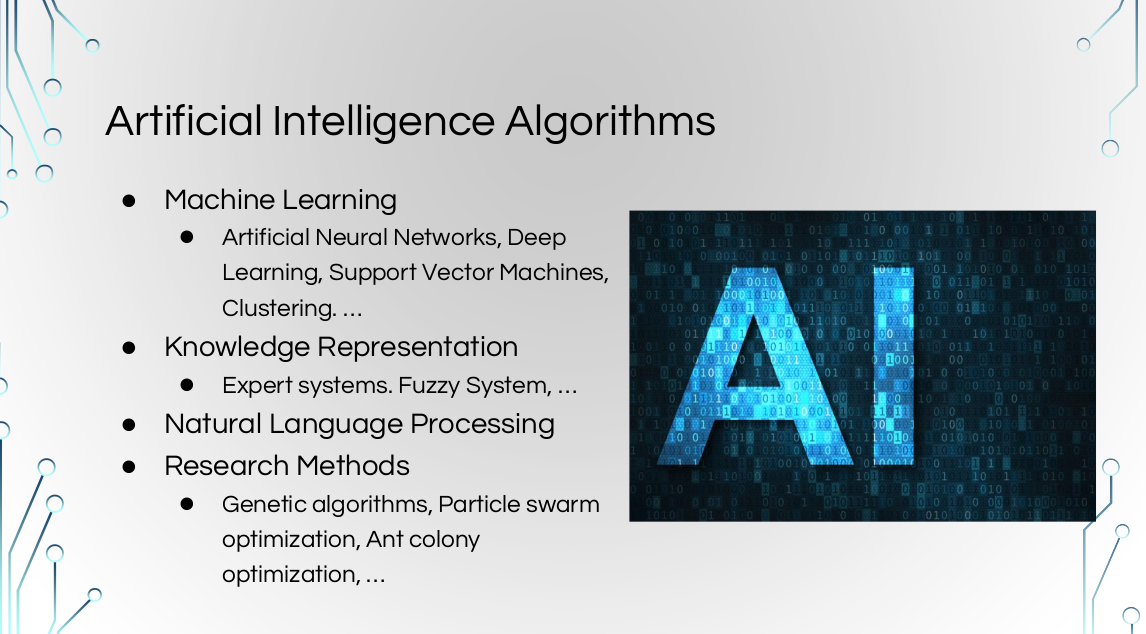 Artificial Intelligence Algorithms
● Machine Learning
● Artificial Neural Networks, Deep
Learning, Support Vector Machines,
Clustering. …
● Knowledge Representation
● Expert systems. Fuzzy System, …
● Natural Language Processing
● Research Methods
● Genetic algorithms, Particle swarm
optimization, Ant colony
optimization, …
AI